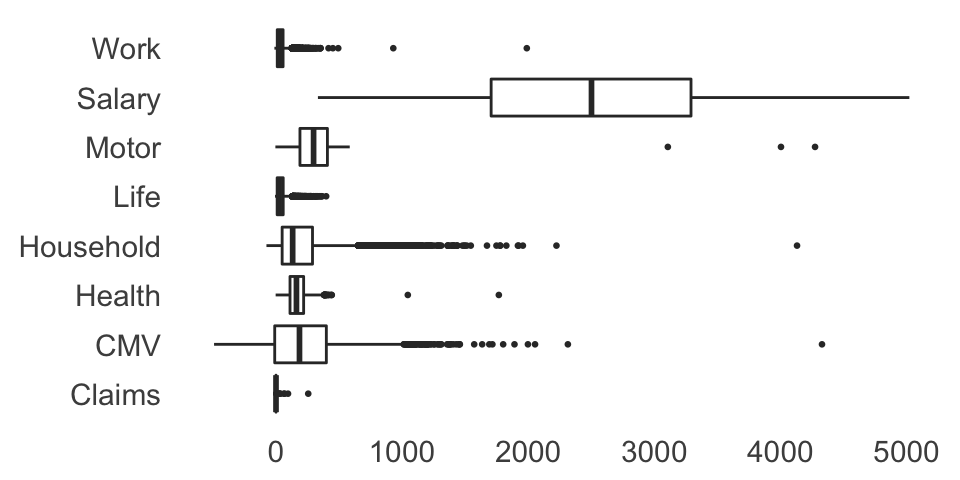 Work
Salary
Motor
Life
Household
Health
CMV
Claims
0 1000 2000 3000 4000 5000